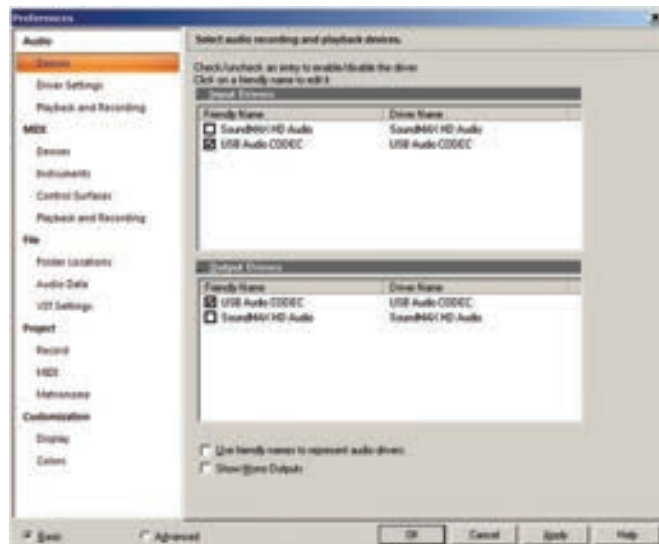 Preferences
Audio
Devices
Driver Settings
Playback and Recording
MIDI
Devices
Instruments
Control Surfaces
Playback and Recording
File
Folder Locations
Audio Data
VST Settings
Project
Record
MIDI
Metronome
Customization
Display
Colors
Basic
Advanced
Select audio recording and playback devices.
Check/uncheck an entry to enable/disable the driver
Click on a friendly name to edit it
Input Drivers
Friendly Name Driver Name
SoundMAX HD Audio SoundMAX HD Audio
USB Audio CODEC USB Audio CODEC
Output Drivers
Friendly Name Driver Name
USB Audio CODEC USB Audio CODEC
SoundMAX HD Audio SoundMAX HD Audio
Use friendly names to represent audio drivers
Show Mono Outputs
OK Cancel Apply Help